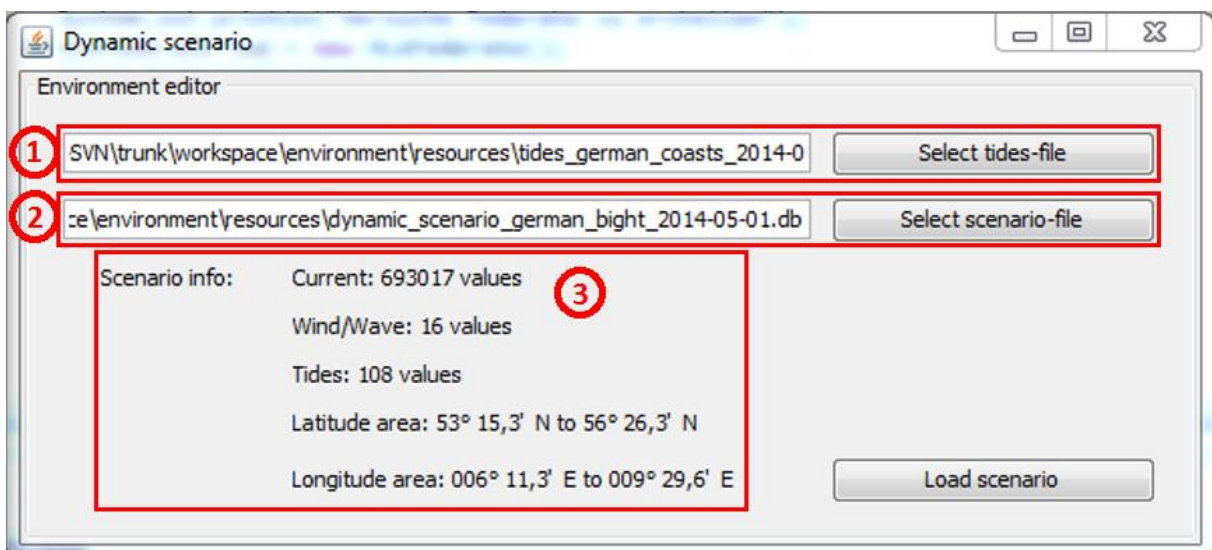 Dynamic scenario
Environment editor
1 SVN\trunk\workspace\environment\resources\tides_german_coasts_2014-0 Select tides-file
2 ce\environment\resources\dynamic_scenario_german_bight_2014-05-01.db Select scenario-file
Scenario info: Current: 693017 values 3
Wind/Wave: 16 values
Tides: 108 values
Latitude area: 53° 15,3' N to 56° 26,3' N
Longitude area: 006° 11,3' E to 009° 29,6' E Load scenario